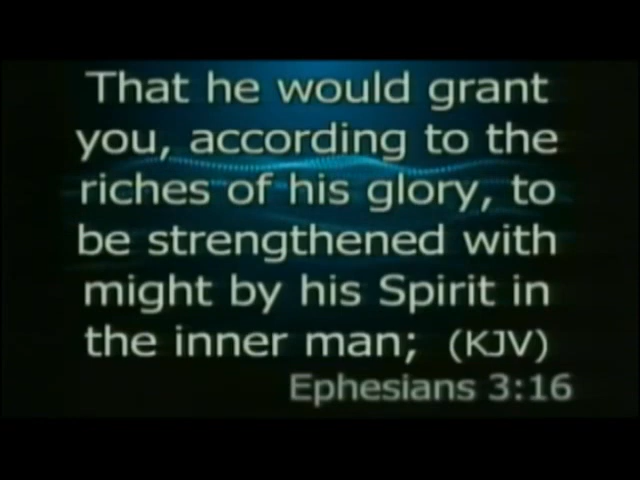 That he would grant
you, according to the
riches of his glory, to
be strengthened with
might by his Spirit in
the inner man; (KJV)
Ephesians 3:16